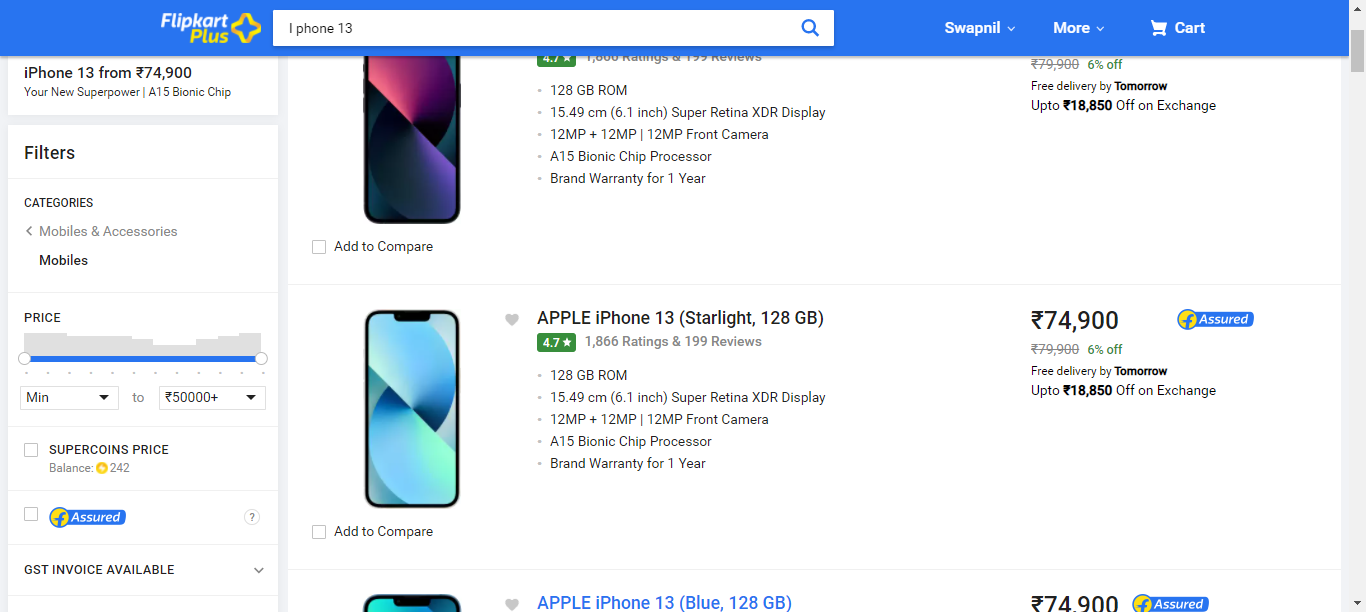 Flipkart
Plus
I phone 13
Swapnil
More
Cart
iPhone 13 from ₹74,900
Your New Superpower | A15 Bionic Chip
Filters
CATEGORIES
Mobiles & Accessories
Mobiles
PRICE
Min
to
₹50000+
SUPERCOINS PRICE
Balance: 242
Assured
?
GST INVOICE AVAILABLE
4.7★ 1,866 Ratings & 199 Reviews
• 128 GB ROM
• 15.49 cm (6.1 inch) Super Retina XDR Display
• 12MP + 12MP | 12MP Front Camera
• A15 Bionic Chip Processor
• Brand Warranty for 1 Year
₹79,900 6% off
Free delivery by Tomorrow
Upto ₹18,850 Off on Exchange
Add to Compare
APPLE iPhone 13 (Starlight, 128 GB)
4.7★ 1,866 Ratings & 199 Reviews
• 128 GB ROM
• 15.49 cm (6.1 inch) Super Retina XDR Display
• 12MP + 12MP | 12MP Front Camera
• A15 Bionic Chip Processor
• Brand Warranty for 1 Year
₹74,900
Assured
₹79,900 6% off
Free delivery by Tomorrow
Upto ₹18,850 Off on Exchange
Add to Compare
APPLE iPhone 13 (Blue, 128 GB)
₹74,900
Assured